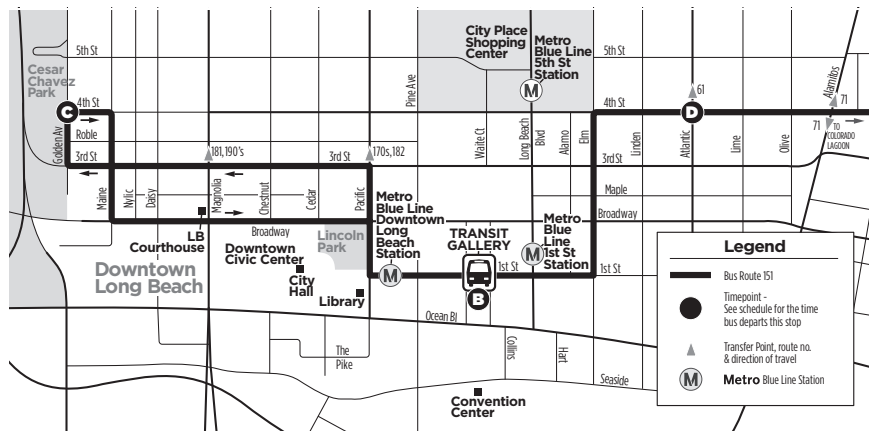 City Place
Shopping
Center
Metro
Blue Line
5th St
Station
M
5th St
5th St
Cesar
Chavez
Park
Pine Ave
Alamitos
C
4th St
4th St
D
61
71
71
TO
COLORADO
LAGOON
Golden Av
Roble
3rd St
181,190's
3rd St
170s,182
Waite Ct
Long Beach
Blvd
Alamo
Elm
3rd St
Linden
Atlantic
Lime
Olive
Maine
Nylic
Daisy
Magnolia
Chestnut
Cedar
Pacific
Maple
Broadway
Broadway
LB
Courthouse
Downtown
Civic Center
Lincoln
Park
Metro
Blue Line
Downtown
Long
Beach
Station
M
TRANSIT
GALLERY
B
Metro
Blue
Line
1st St
Station
M
1st St
1st St
Downtown
Long Beach
City
Hall
Library
Ocean Bl
The
Pike
Collins
Hart
Seaside
Convention
Center
Legend
Bus Route 151
Timepoint -
See schedule for the time
bus departs this stop
Transfer Point, route no.
& direction of travel
M
Metro Blue Line Station